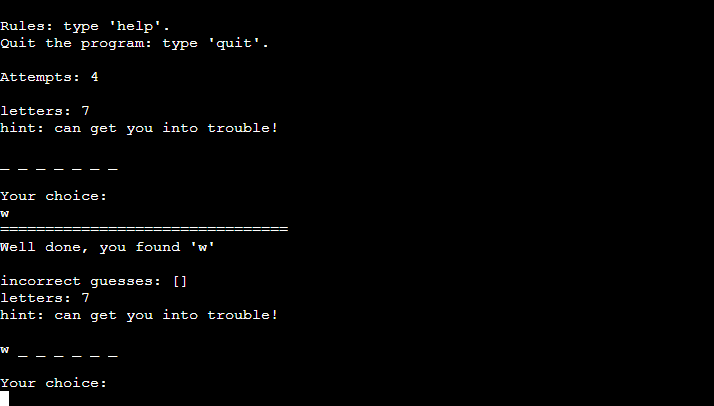 Rules: type 'help'.
Quit the program: type 'quit'.
Attempts: 4
letters: 7
hint: can get you into trouble!
_ _ _ _ _ _ _
Your choice:
w
================================
Well done, you found 'w'
incorrect guesses: []
letters: 7
hint: can get you into trouble!
w _ _ _ _ _ _
Your choice: